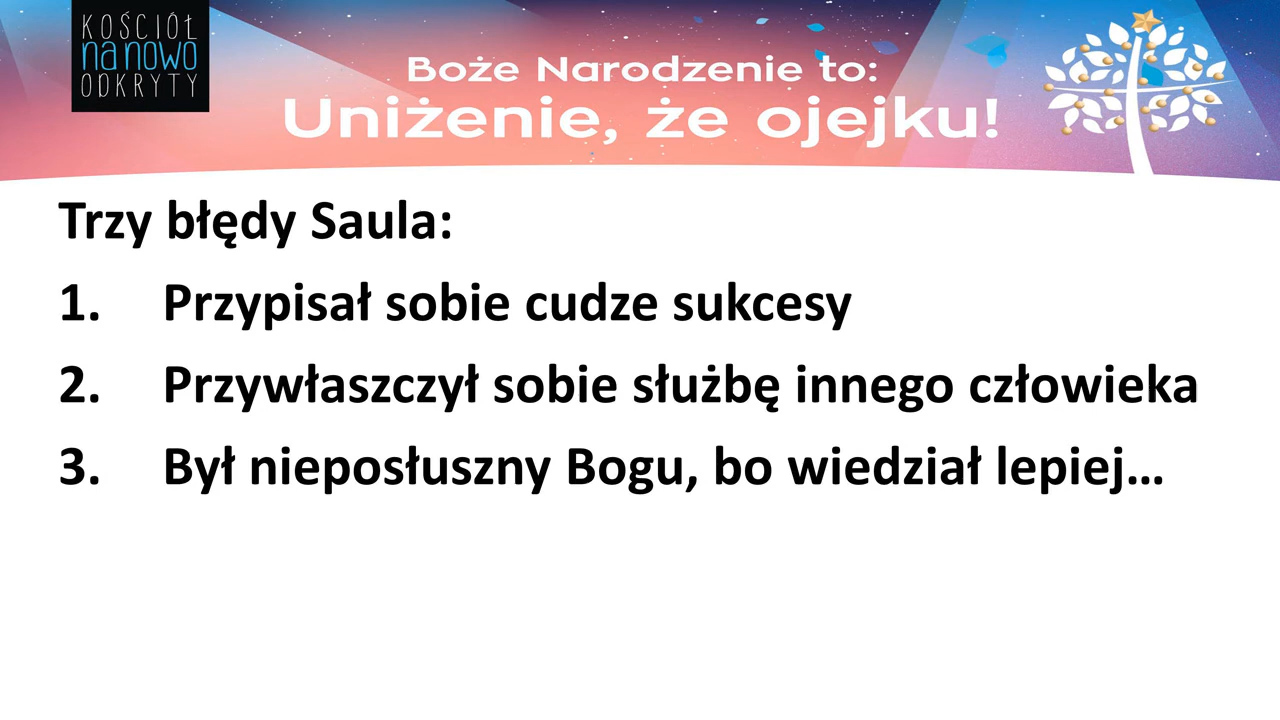 KOŚCIÓŁ
na nowo
ODKRYTY
Boże Narodzenie to:
Uniżenie, że ojejku!
Trzy błędy Saula:
1. Przypisał sobie cudze sukcesy
2. Przywłaszczył sobie służbę innego człowieka
3. Był nieposłuszny Bogu, bo wiedział lepiej...